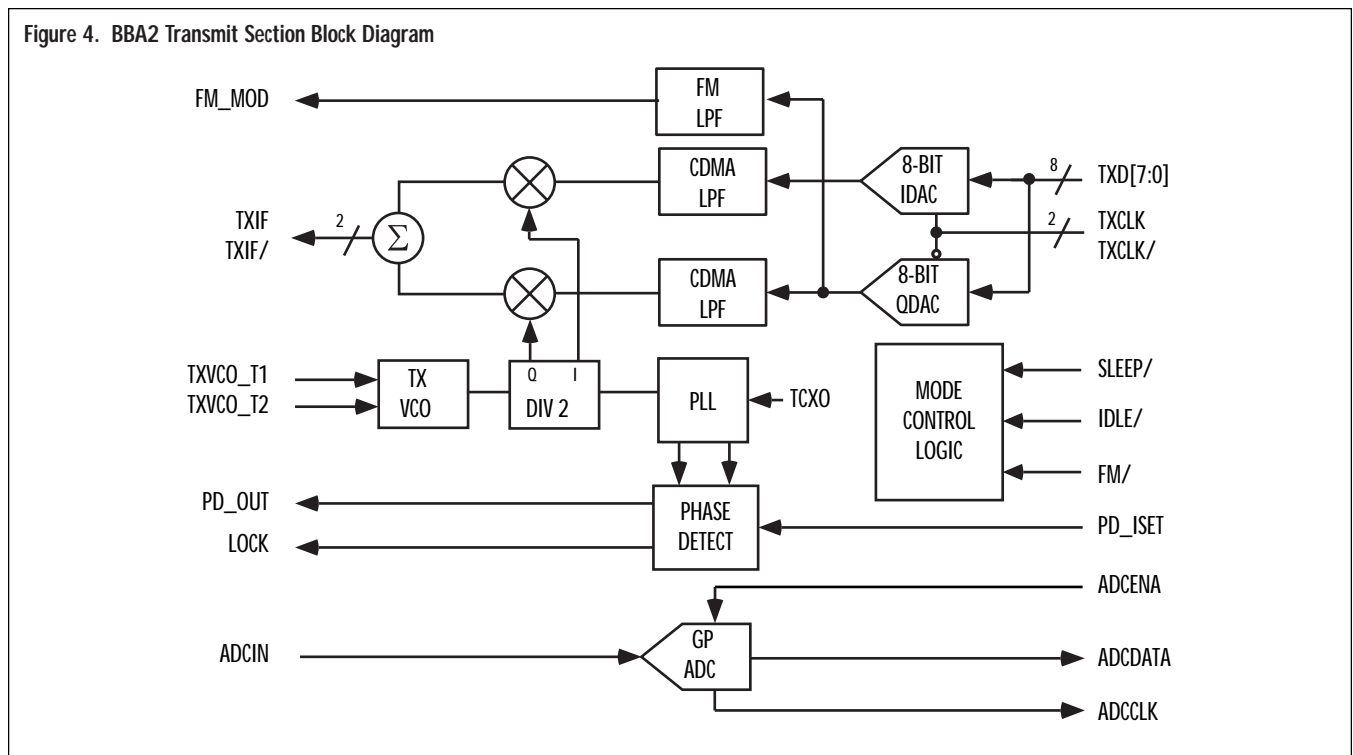 Figure 4. BBA2 Transmit Section Block Diagram
FM_MOD
FM
LPF
CDMA
LPF
8-BIT
IDAC
8
TXD[7:0]
TXIF
TXIF/
2
Σ
2
TXCLK
TXCLK/
CDMA
LPF
8-BIT
QDAC
TXVCO_T1
TXVCO_T2
TX
VCO
Q I
DIV 2
PLL
TCXO
MODE
CONTROL
LOGIC
SLEEP/
IDLE/
FM/
PD_OUT
LOCK
PHASE
DETECT
PD_ISET
ADCENA
ADCIN
GP
ADC
ADCDATA
ADCCLK